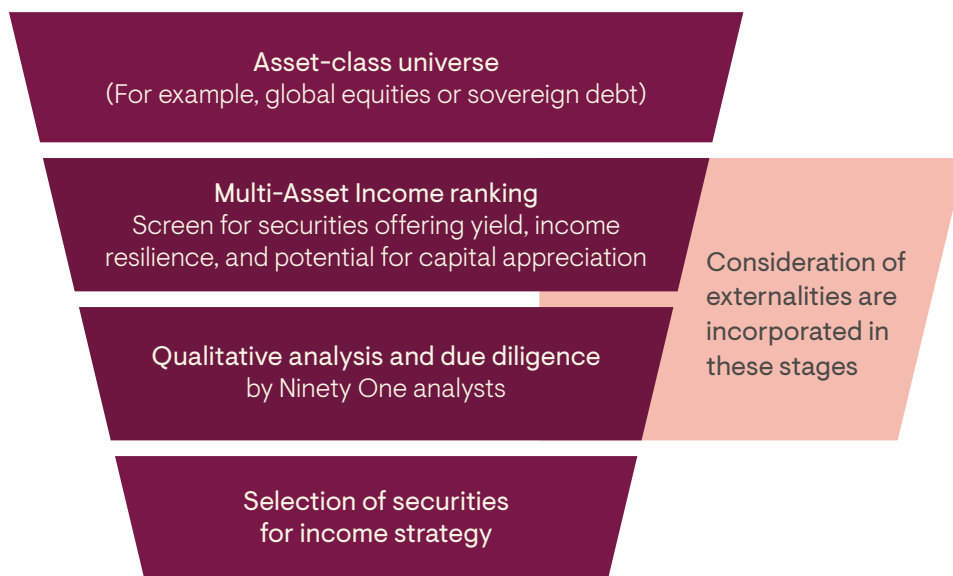 Asset-class universe
(For example, global equities or sovereign debt)
Multi-Asset Income ranking
Screen for securities offering yield, income
resilience, and potential for capital appreciation
Consideration of
externalities are
incorporated in
these stages
Qualitative analysis and due diligence
by Ninety One analysts
Selection of securities
for income strategy